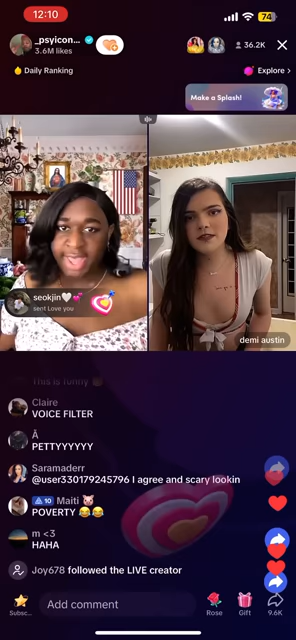 12:10
74
_psyicon...
3.6M likes
36.2K
Daily Ranking
Explore >
Make a Splash!
seokjin🤍💕
sent Love you
demi austin
This is funny
Claire
VOICE FILTER
Å
PETTYYYYYY
Saramaderr
@user330179245796 I agree and scary lookin
10 Maiti 🐷
POVERTY 😂😂
m <3
HAHA
Joy678 followed the LIVE creator
Subsc...
Add comment
Rose
Gift
9.6K